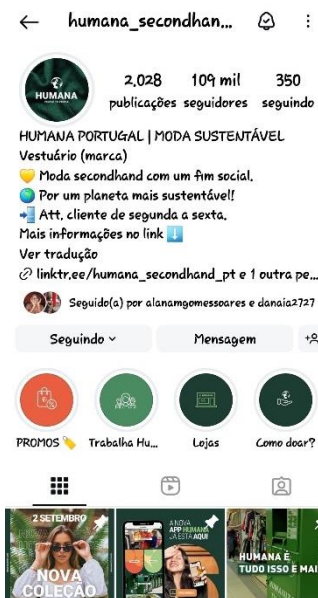 humana_secondhan...
HUMANA
2.028 109 mil 350
publicações seguidores seguindo
HUMANA PORTUGAL | MODA SUSTENTÁVEL
Vestuário (marca)
💛 Moda secondhand com um fim social.
🌍 Por um planeta mais sustentável!
📲 Att. cliente de segunda a sexta.
Mais informações no link ⬇️
Ver tradução
linktr.ee/humana_secondhand_pt e 1 outra pe...
Seguido(a) por alanamgomessoares e danaia2727
Seguindo
Mensagem
PROMOS 🏷️ Trabalha Hu... Lojas Como doar?
2 SETEMBRO
NOVA
COLEÇÃO
A NOVA
APP HUMANA
JÁ ESTÁ AQUI
HUMANA É
TUDO ISSO E MAI